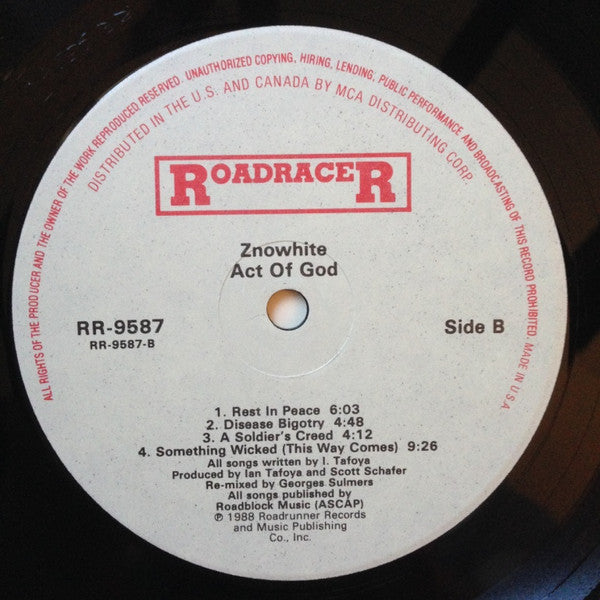 ALL RIGHTS OF THE PRODUCER AND THE OWNER OF THE WORK REPRODUCED RESERVED. UNAUTHORIZED COPYING, HIRING, LENDING, PUBLIC PERFORMANCE AND BROADCASTING OF THIS RECORD PROHIBITED. MADE IN U.S.A.
DISTRIBUTED IN THE U.S. AND CANADA BY MCA DISTRIBUTING CORP.
ROADRACER
Znowhite
Act Of God
RR-9587
RR-9587-B
Side B
1. Rest In Peace 6:03
2. Disease Bigotry 4:48
3. A Soldier's Creed 4:12
4. Something Wicked (This Way Comes) 9:26
All songs written by I. Tafoya
Produced by Ian Tafoya and Scott Schafer
Re-mixed by Georges Sulmers
All songs published by
Roadblock Music (ASCAP)
℗ 1988 Roadrunner Records
and Music Publishing
Co., Inc.